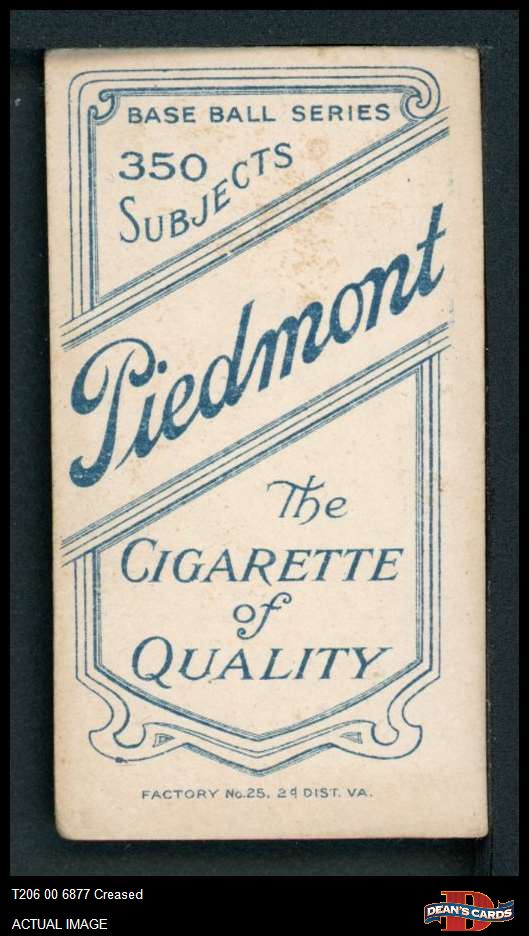 BASE BALL SERIES
350
SUBJECTS
Piedmont
The
CIGARETTE
of
QUALITY
FACTORY No.25, 2d DIST. VA.
T206 00 6877 Creased
ACTUAL IMAGE
D
DEAN'S CARDS